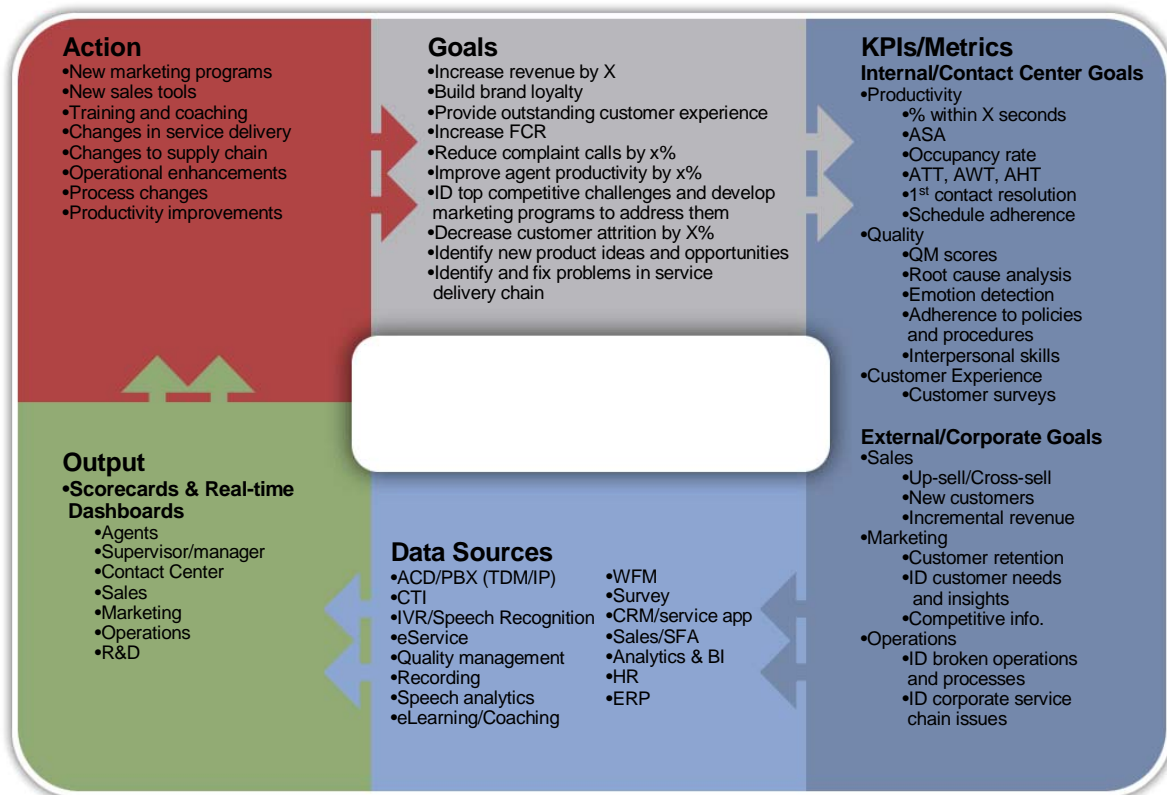 Action
•New marketing programs
•New sales tools
•Training and coaching
•Changes in service delivery
•Changes to supply chain
•Operational enhancements
•Process changes
•Productivity improvements
Goals
•Increase revenue by X
•Build brand loyalty
•Provide outstanding customer experience
•Increase FCR
•Reduce complaint calls by x%
•Improve agent productivity by x%
•ID top competitive challenges and develop
marketing programs to address them
•Decrease customer attrition by X%
•Identify new product ideas and opportunities
•Identify and fix problems in service
delivery chain
KPIs/Metrics
Internal/Contact Center Goals
•Productivity
•% within X seconds
•ASA
•Occupancy rate
•ATT, AWT, AHT
•1st contact resolution
•Schedule adherence
•Quality
•QM scores
•Root cause analysis
•Emotion detection
•Adherence to policies
and procedures
•Interpersonal skills
•Customer Experience
•Customer surveys
External/Corporate Goals
•Sales
•Up-sell/Cross-sell
•New customers
•Incremental revenue
•Marketing
•Customer retention
•ID customer needs
and insights
•Competitive info.
•Operations
•ID broken operations
and processes
•ID corporate service
chain issues
Data Sources
•ACD/PBX (TDM/IP)
•CTI
•IVR/Speech Recognition
•eService
•Quality management
•Recording
•Speech analytics
•eLearning/Coaching
•WFM
•Survey
•CRM/service app
•Sales/SFA
•Analytics & BI
•HR
•ERP
Output
•Scorecards & Real-time
Dashboards
•Agents
•Supervisor/manager
•Contact Center
•Sales
•Marketing
•Operations
•R&D